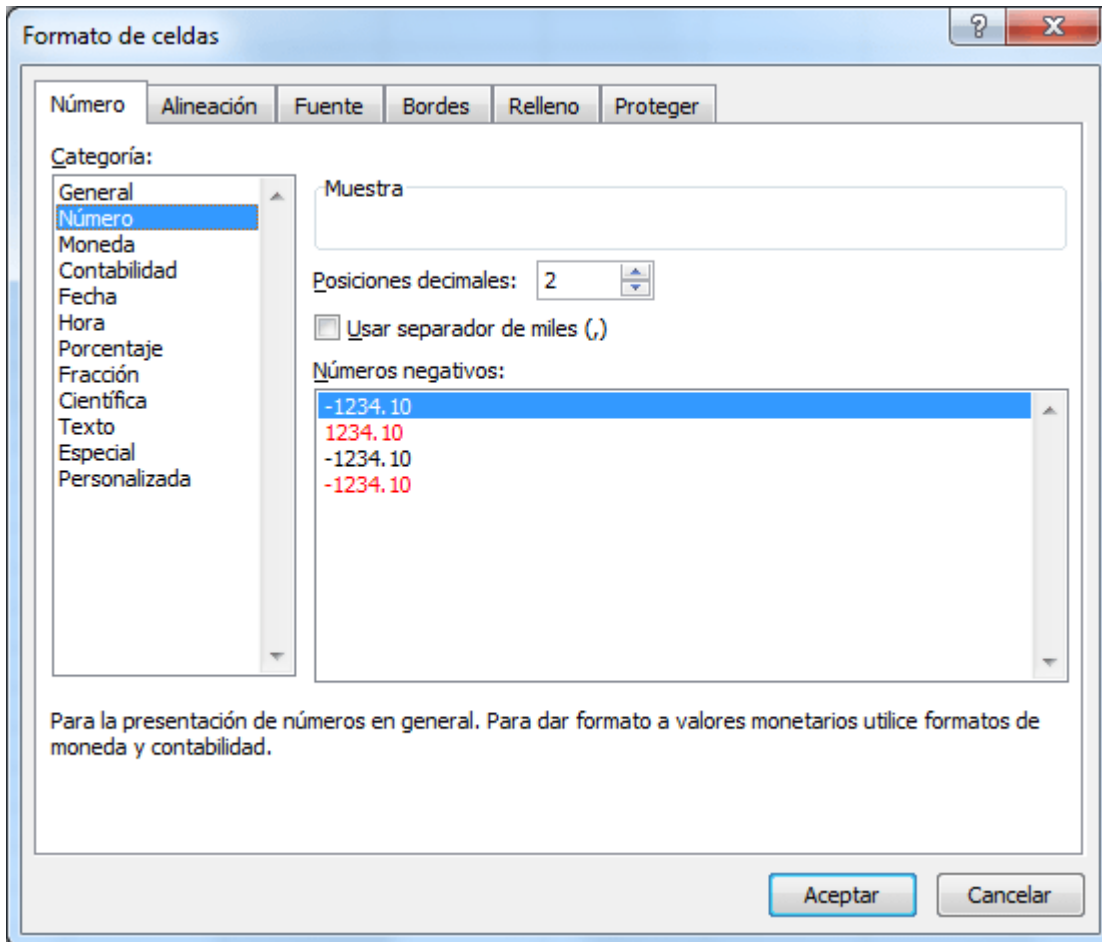 Formato de celdas
Número Alineación Fuente Bordes Relleno Proteger
Categoría:
General
Número
Moneda
Contabilidad
Fecha
Hora
Porcentaje
Fracción
Científica
Texto
Especial
Personalizada
Muestra
Posiciones decimales: 2
Usar separador de miles (,)
Números negativos:
-1234.10
1234.10
-1234.10
-1234.10
Para la presentación de números en general. Para dar formato a valores monetarios utilice formatos de
moneda y contabilidad.
Aceptar Cancelar